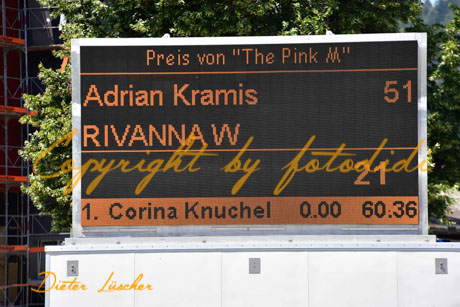 Preis von "The Pink M"
Adrian Kramis 51
RIVANNA W
Copyright by fotodidi
21
1. Corina Knuchel 0.00 60.36
Dieter Lüscher